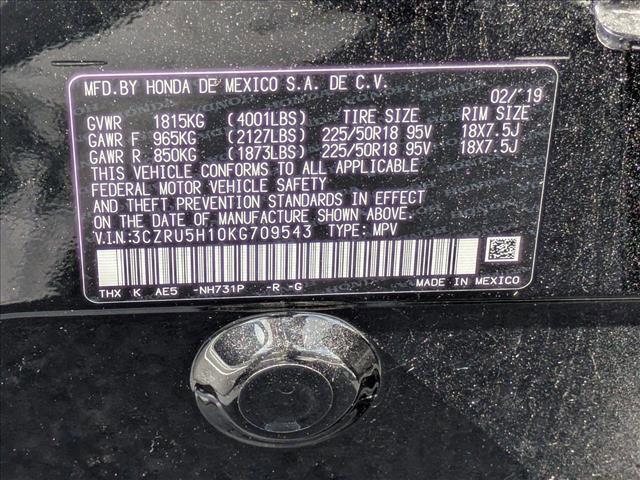 MFD.BY HONDA DE MEXICO S.A. DE C.V. 02/'19
GVWR 1815KG (4001LBS) TIRE SIZE RIM SIZE
GAWR F 965KG (2127LBS) 225/50R18 95V 18X7.5J
GAWR R 850KG (1873LBS) 225/50R18 95V 18X7.5J
THIS VEHICLE CONFORMS TO ALL APPLICABLE
FEDERAL MOTOR VEHICLE SAFETY
AND THEFT PREVENTION STANDARDS IN EFFECT
ON THE DATE OF MANUFACTURE SHOWN ABOVE.
V.I.N:3CZRU5H10KG709543 TYPE: MPV
THX K AE5 -NH731P -R -G MADE IN MEXICO